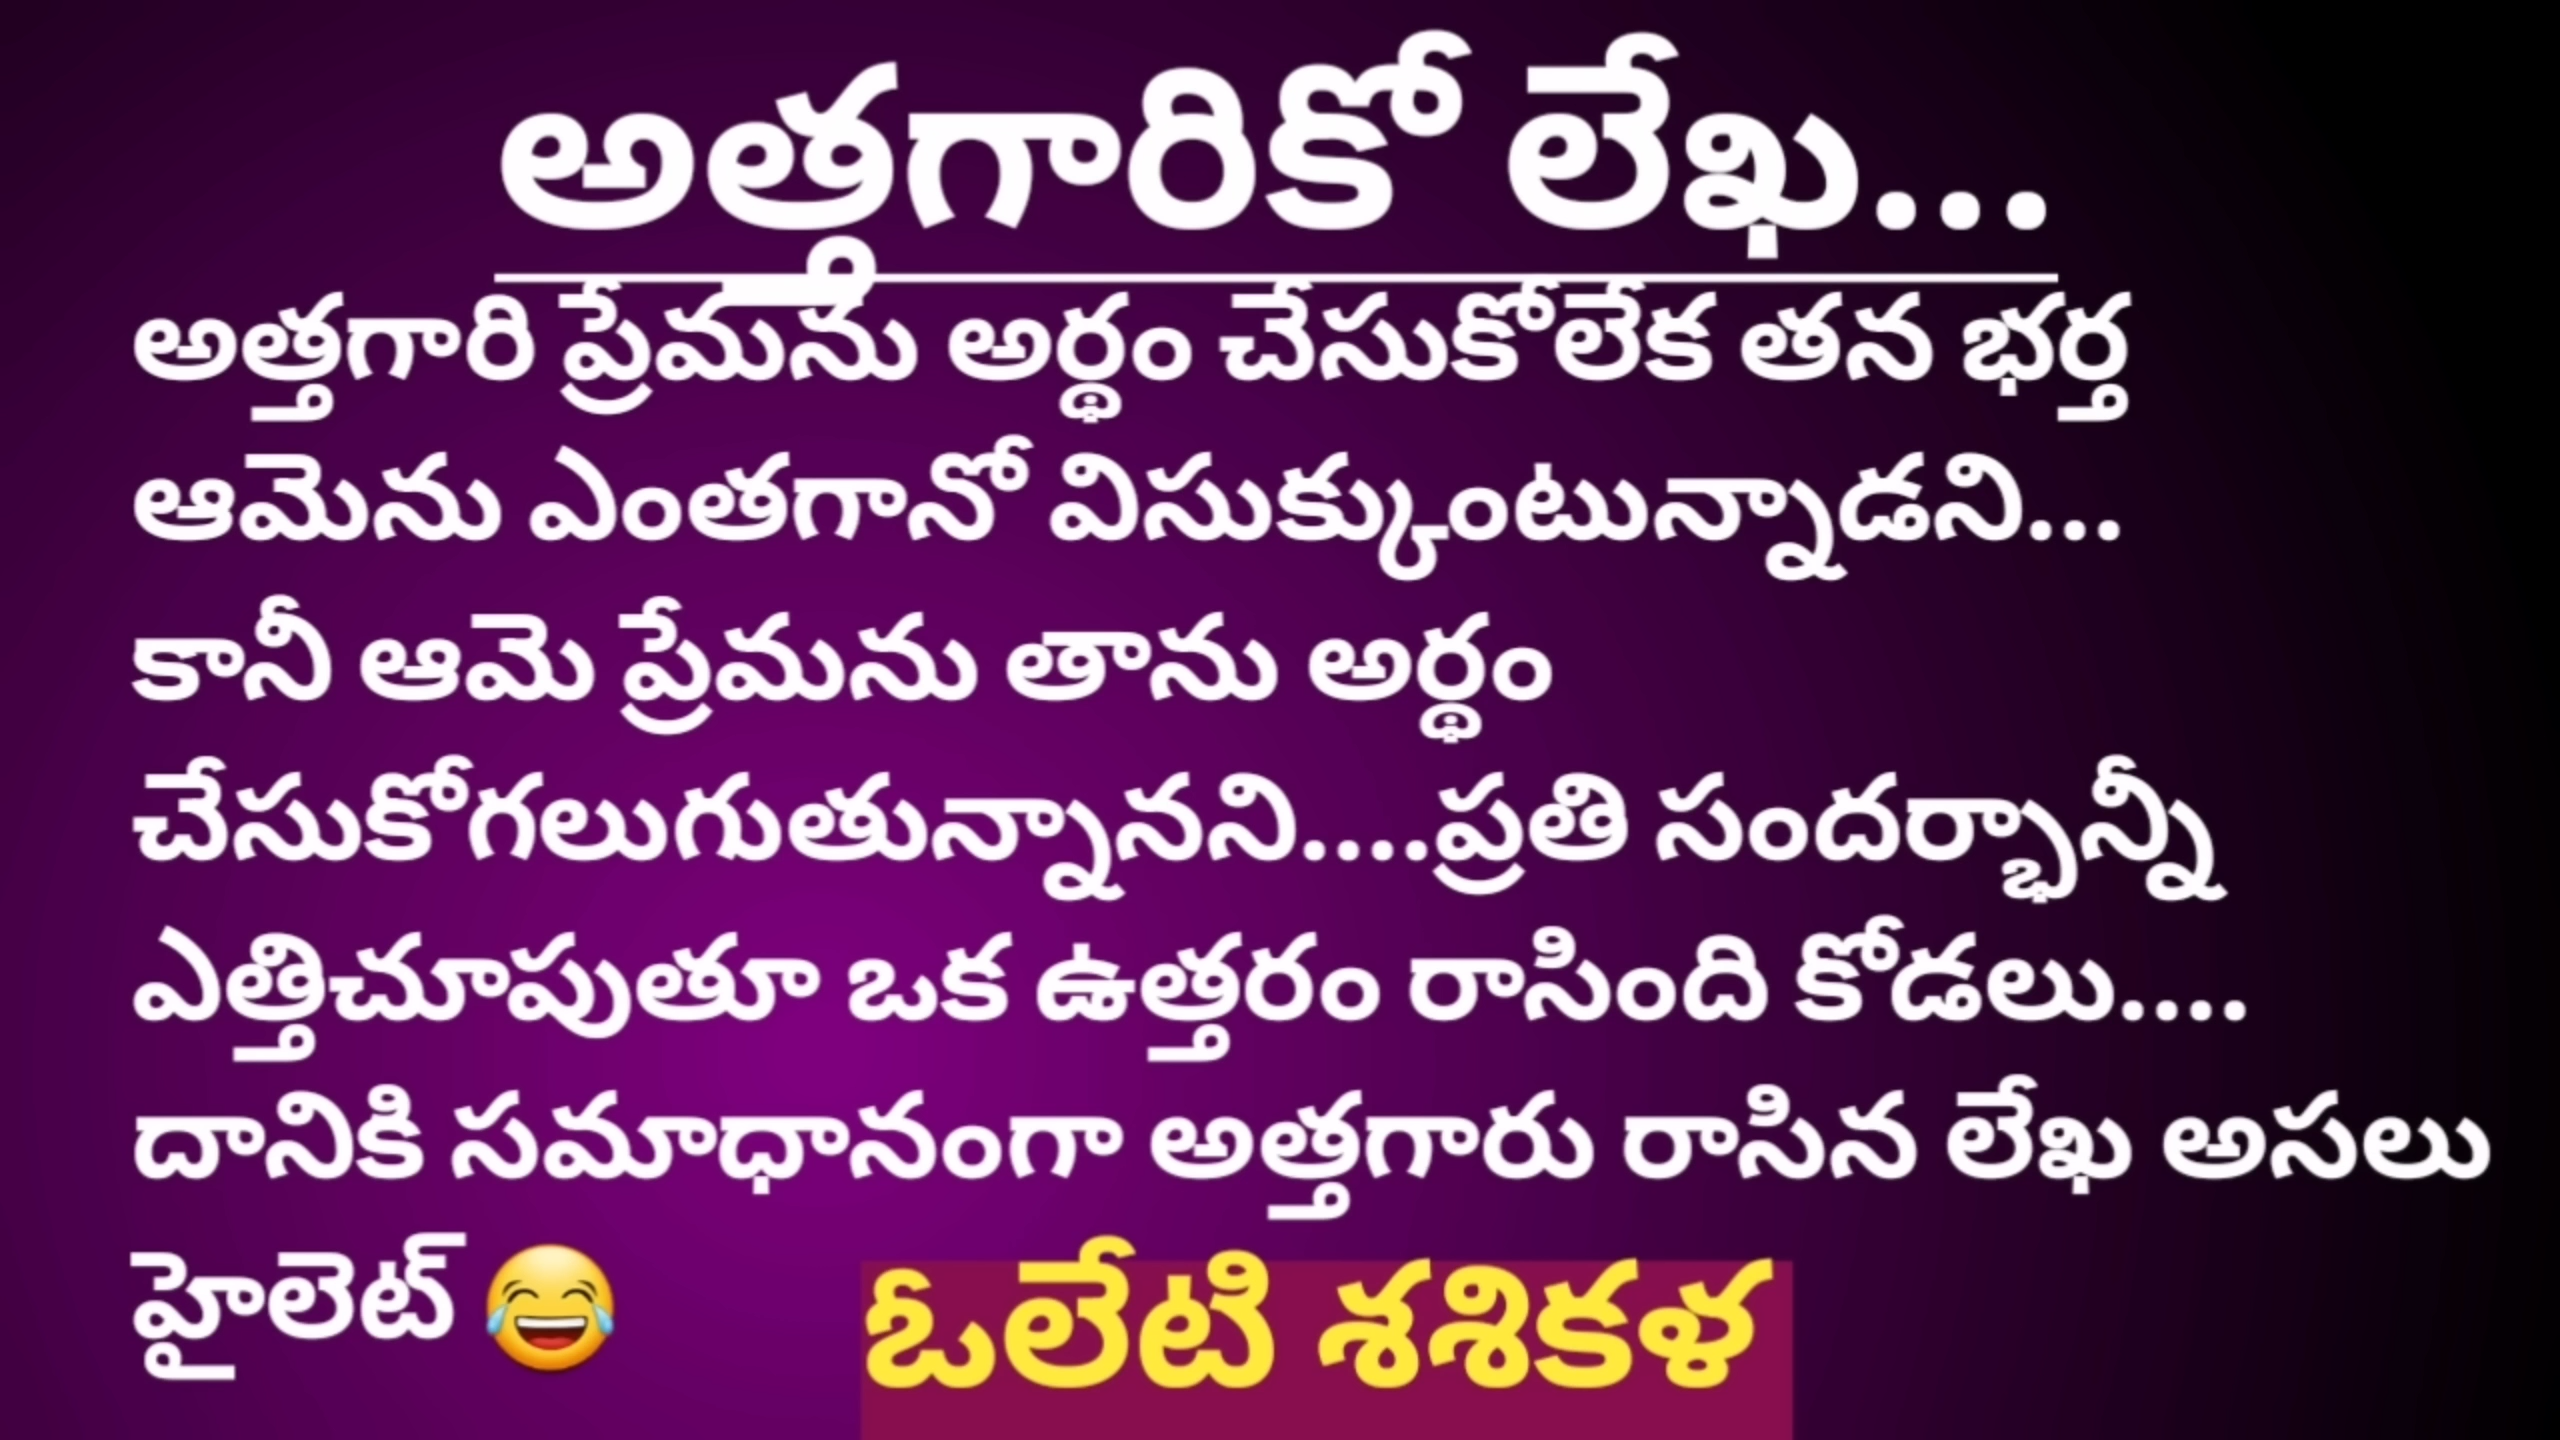 అత్తగారికో లేఖ...
అత్తగారి ప్రేమను అర్థం చేసుకోలేక తన భర్త
ఆమెను ఎంతగానో విసుక్కుంటున్నాడని...
కానీ ఆమె ప్రేమను తాను అర్థం
చేసుకోగలుగుతున్నానని....ప్రతి సందర్భాన్నీ
ఎత్తిచూపుతూ ఒక ఉత్తరం రాసింది కోడలు....
దానికి సమాధానంగా అత్తగారు రాసిన లేఖ అసలు
హైలెట్ 😂
ఓలేటి శశికళ